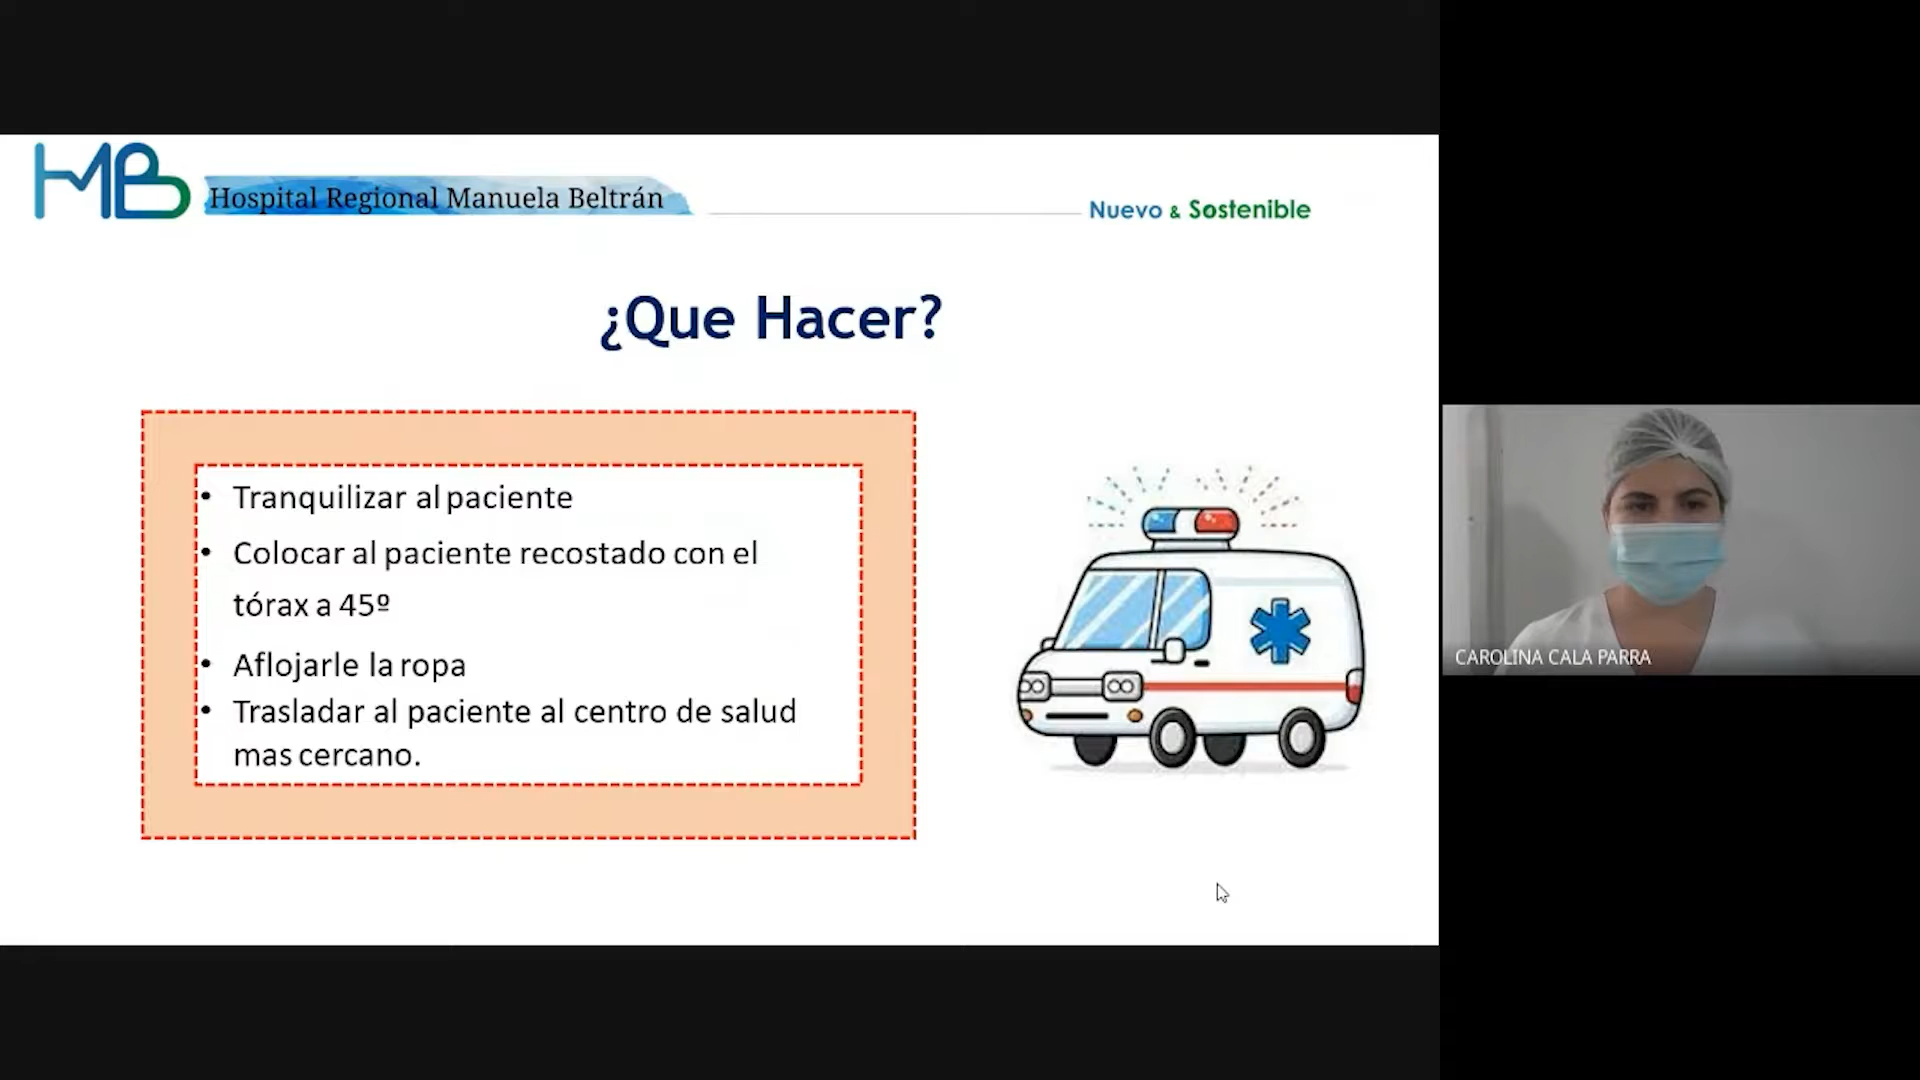 HMB
Hospital Regional Manuela Beltrán
Nuevo & Sostenible
¿Que Hacer?
• Tranquilizar al paciente
• Colocar al paciente recostado con el
tórax a 45º
• Aflojarle la ropa
• Trasladar al paciente al centro de salud
mas cercano.
CAROLINA CALA PARRA